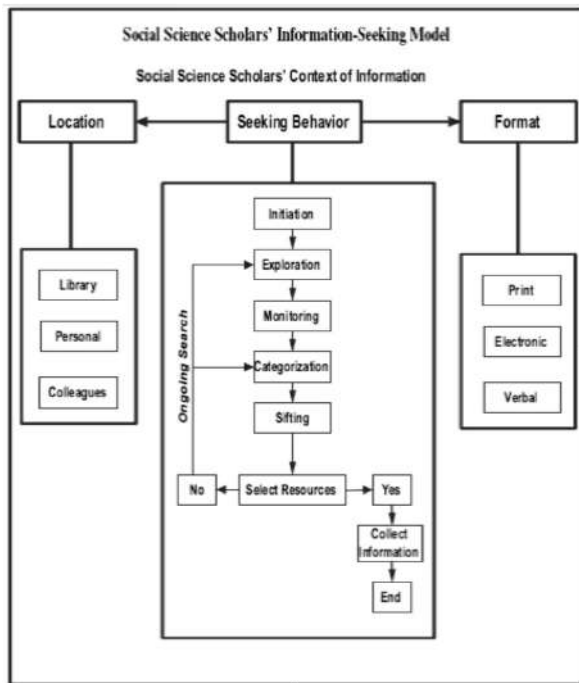 Social Science Scholars' Information-Seeking Model
Social Science Scholars' Context of Information
Location
Seeking Behavior
Format
Library
Personal
Colleagues
Ongoing Search
Initiation
Exploration
Monitoring
Categorization
Sifting
No
Select Resources
Yes
Collect
Information
End
Print
Electronic
Verbal